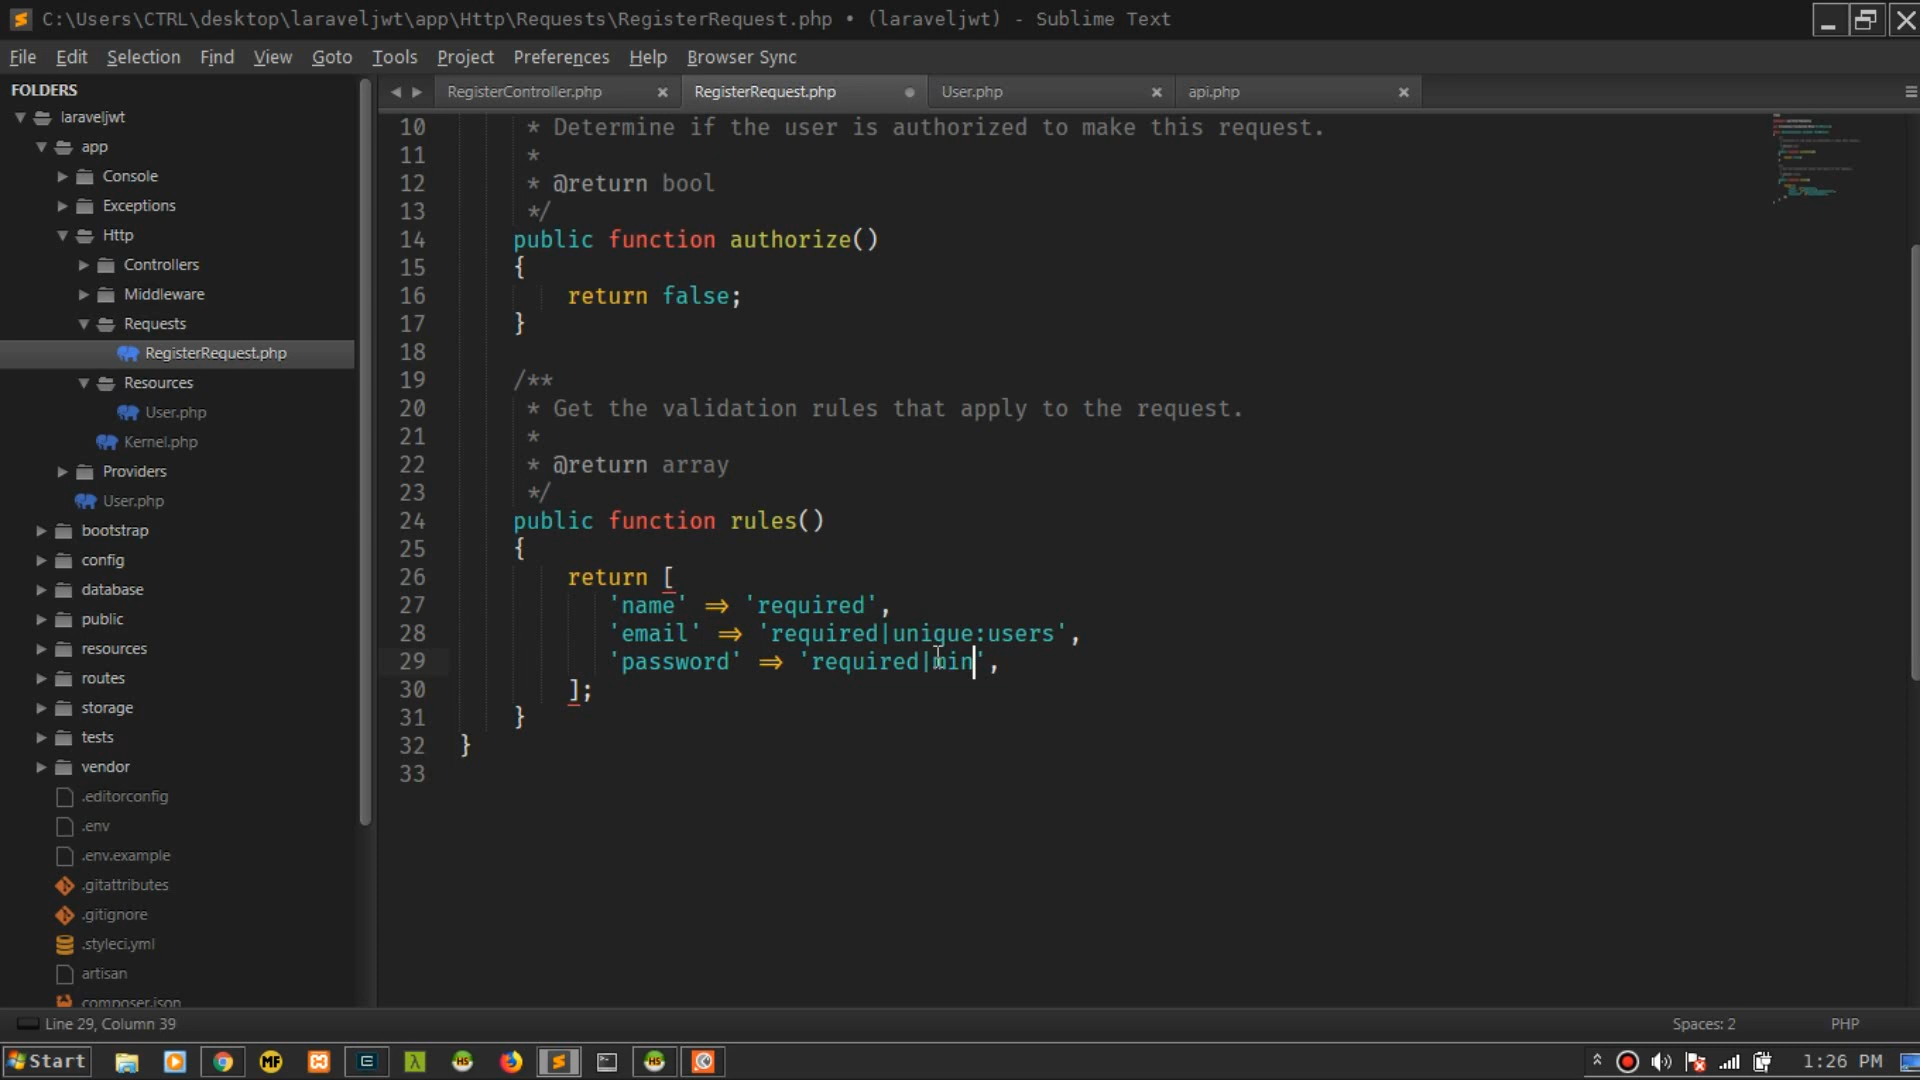 C:\Users\CTRL\desktop\laraveljwt\app\Http\Requests\RegisterRequest.php • (laraveljwt) - Sublime Text
File Edit Selection Find View Goto Tools Project Preferences Help Browser Sync
FOLDERS
laraveljwt
app
Console
Exceptions
Http
Controllers
Middleware
Requests
RegisterRequest.php
Resources
User.php
Kernel.php
Providers
User.php
bootstrap
config
database
public
resources
routes
storage
tests
vendor
.editorconfig
.env
.env.example
.gitattributes
.gitignore
.styleci.yml
artisan
composer.json
RegisterController.php RegisterRequest.php User.php api.php
10 * Determine if the user is authorized to make this request.
11 *
12 * @return bool
13 */
14 public function authorize()
15 {
16 return false;
17 }
18
19 /**
20 * Get the validation rules that apply to the request.
21 *
22 * @return array
23 */
24 public function rules()
25 {
26 return [
27 'name' => 'required',
28 'email' => 'required|unique:users',
29 'password' => 'required|min',
30 ];
31 }
32 }
33
Line 29, Column 39 Spaces: 2 PHP
Start 1:26 PM